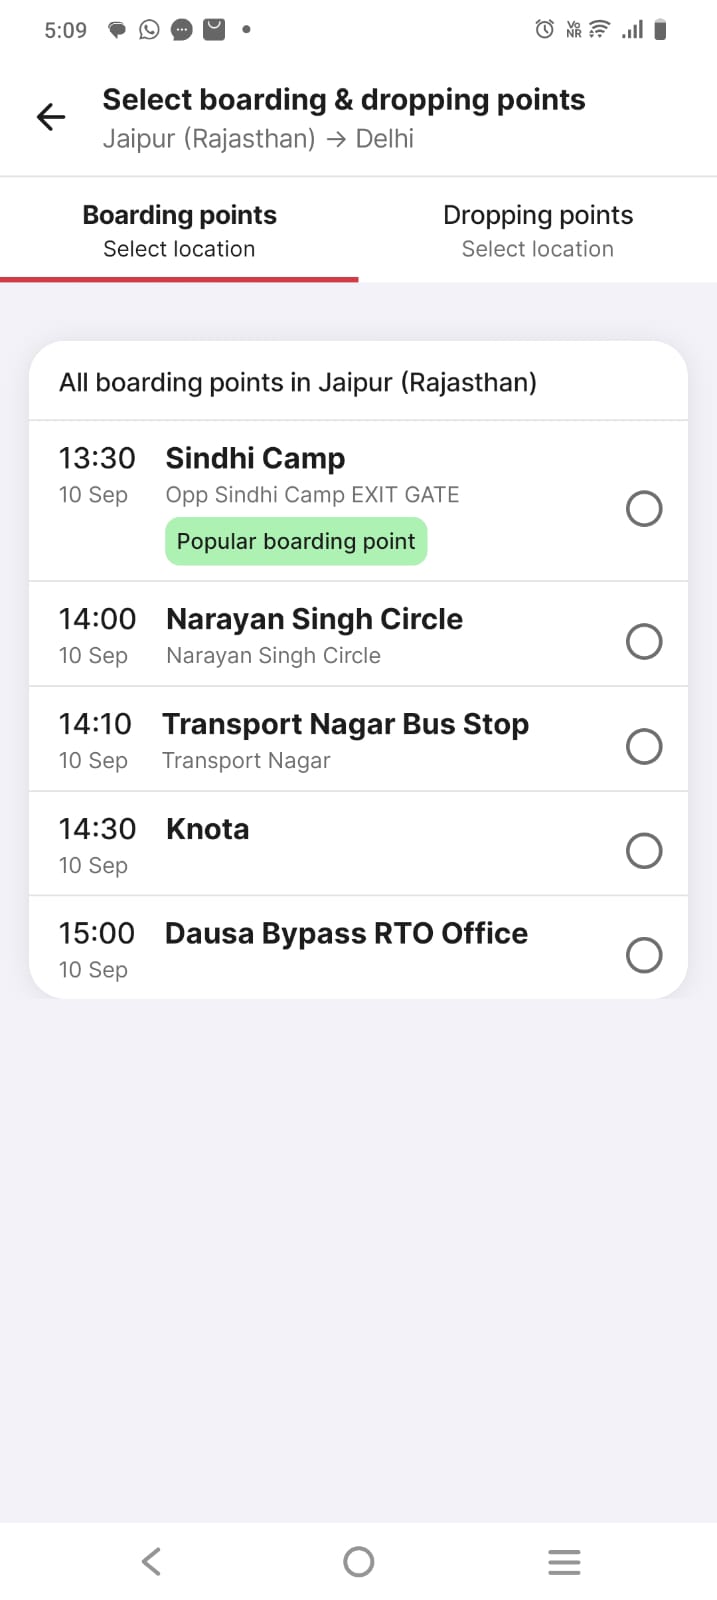 5:09
Vo
NR
Select boarding & dropping points
Jaipur (Rajasthan) → Delhi
Boarding points
Select location
Dropping points
Select location
All boarding points in Jaipur (Rajasthan)
13:30 Sindhi Camp
10 Sep Opp Sindhi Camp EXIT GATE
Popular boarding point
14:00 Narayan Singh Circle
10 Sep Narayan Singh Circle
14:10 Transport Nagar Bus Stop
10 Sep Transport Nagar
14:30 Knota
10 Sep
15:00 Dausa Bypass RTO Office
10 Sep